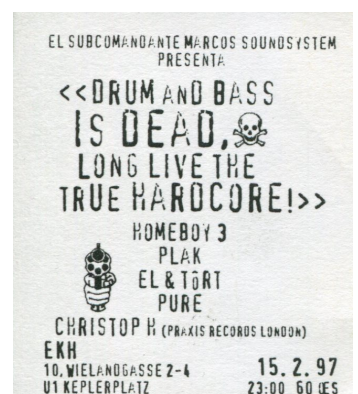 EL SUBCOMANDANTE MARCOS SOUNDSYSTEM
PRESENTA
<<DRUM AND BASS
IS DEAD,
LONG LIVE THE
TRUE HARDCORE!>>
HOMEBOY 3
PLAK
EL & TÖRT
PURE
CHRISTOP H (PRAXIS RECORDS LONDON)
EKH
10, WIELANDGASSE 2-4 15. 2. 97
U1 KEPLERPLATZ 23:00 60 ÖES